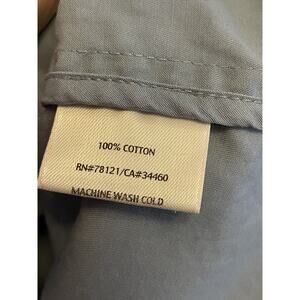 100% COTTON
RN#78121/CA#34460
MACHINE WASH COLD